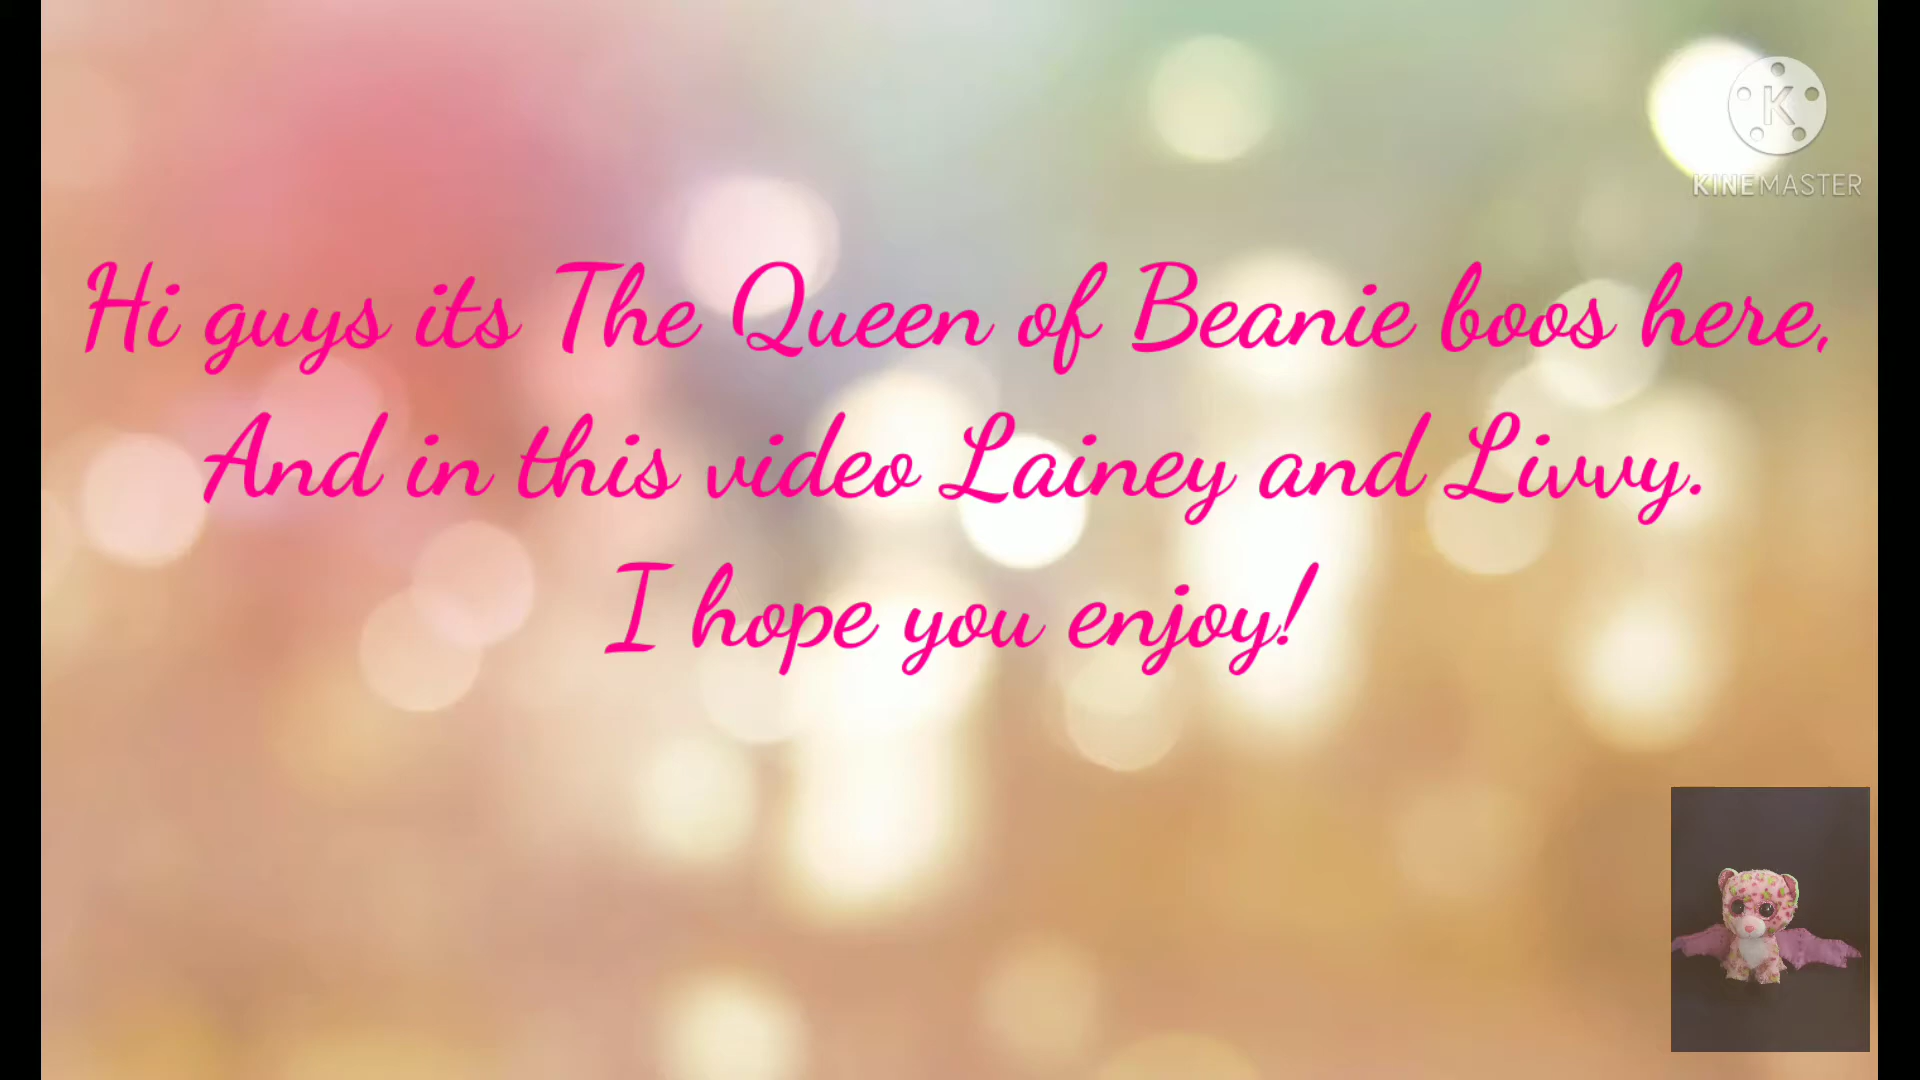 K
KINEMASTER
Hi guys its The Queen of Beanie boos here,
And in this video Lainey and Livvy.
I hope you enjoy!